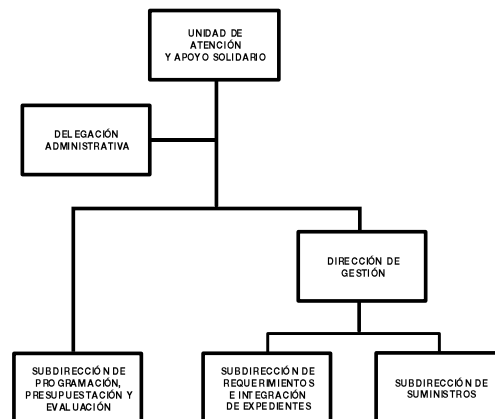 UNIDAD DE
ATENCIÓN
Y APOYO SOLIDARIO
DELEGACIÓN
ADMINISTRATIVA
DIRECCIÓN DE
GESTIÓN
SUBDIRECCIÓN DE
PROGRAMACIÓN,
PRESUPUESTACIÓN Y
EVALUACIÓN
SUBDIRECCIÓN DE
REQUERIMIENTOS
E INTEGRACIÓN
DE EXPEDIENTES
SUBDIRECCIÓN DE
SUMINISTROS